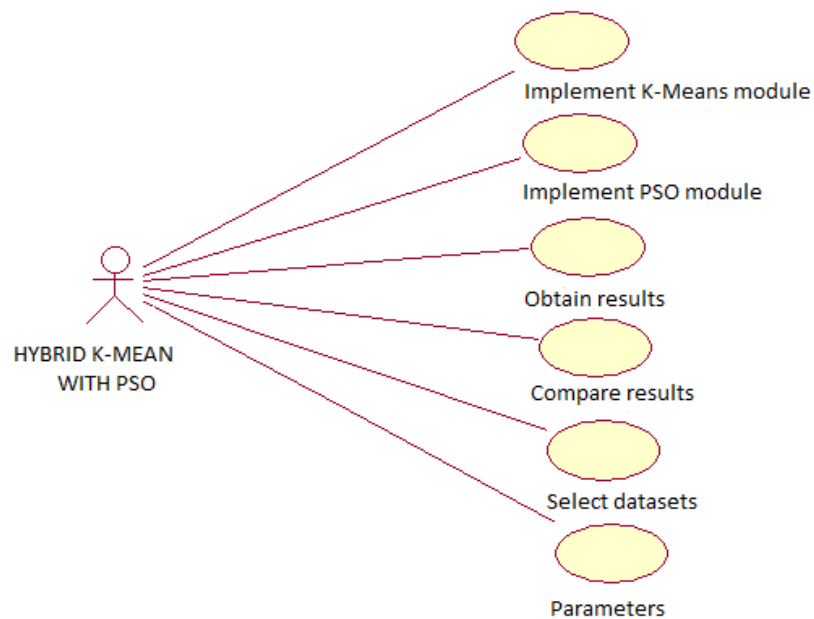 Implement K-Means module
Implement PSO module
Obtain results
HYBRID K-MEAN
WITH PSO
Compare results
Select datasets
Parameters